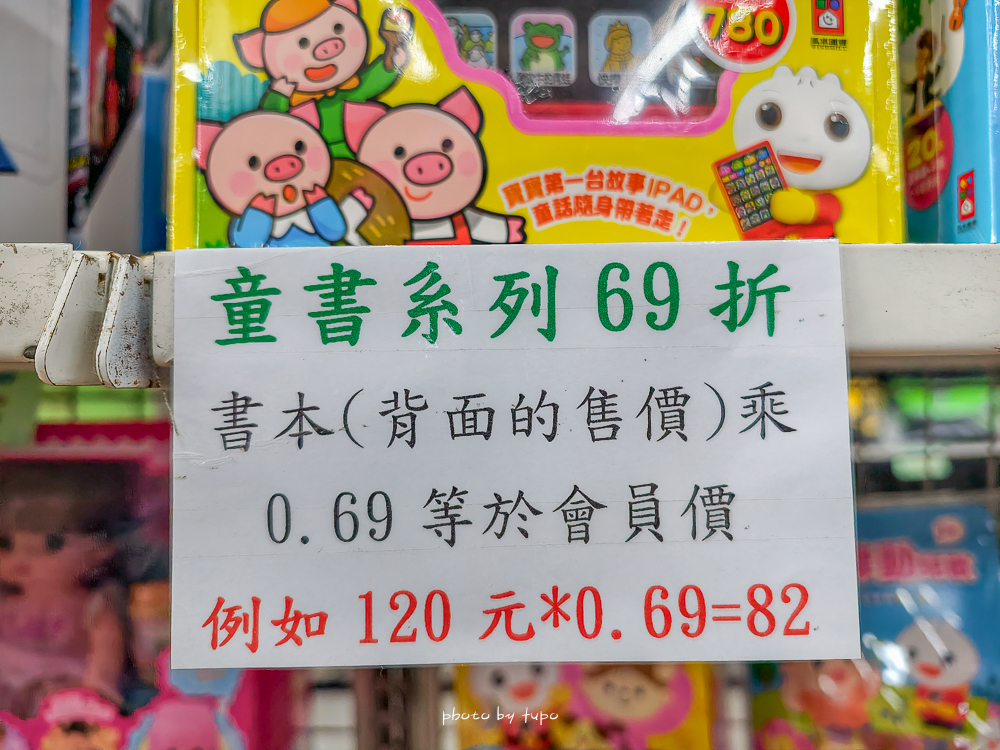 780
寶寶第一台故事IPAD，
童話隨身帶著走！
童書系列 69 折
書本(背面的售價)乘
0.69 等於會員價
例如 120 元*0.69=82
photo by tupo